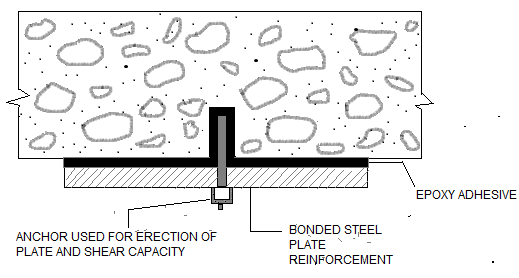 EPOXY ADHESIVE
ANCHOR USED FOR ERECTION OF
PLATE AND SHEAR CAPACITY
BONDED STEEL
PLATE
REINFORCEMENT